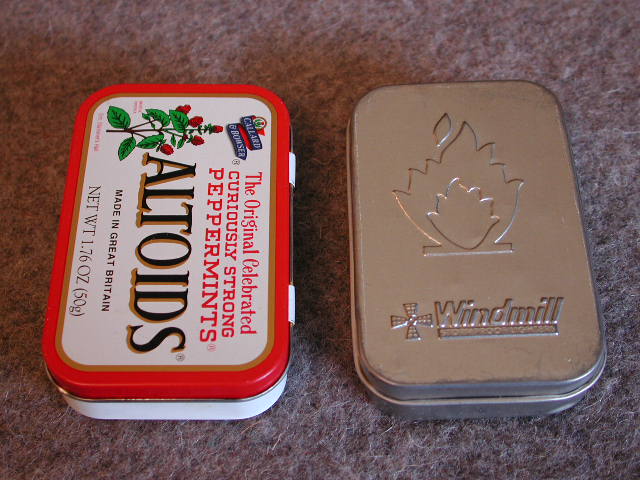 CALLARD
& BOWSER®
The Original Celebrated
CURIOUSLY STRONG
PEPPERMINTS®
ALTOIDS®
MADE IN GREAT BRITAIN
NET WT 1.76 OZ (50g)
Windmill